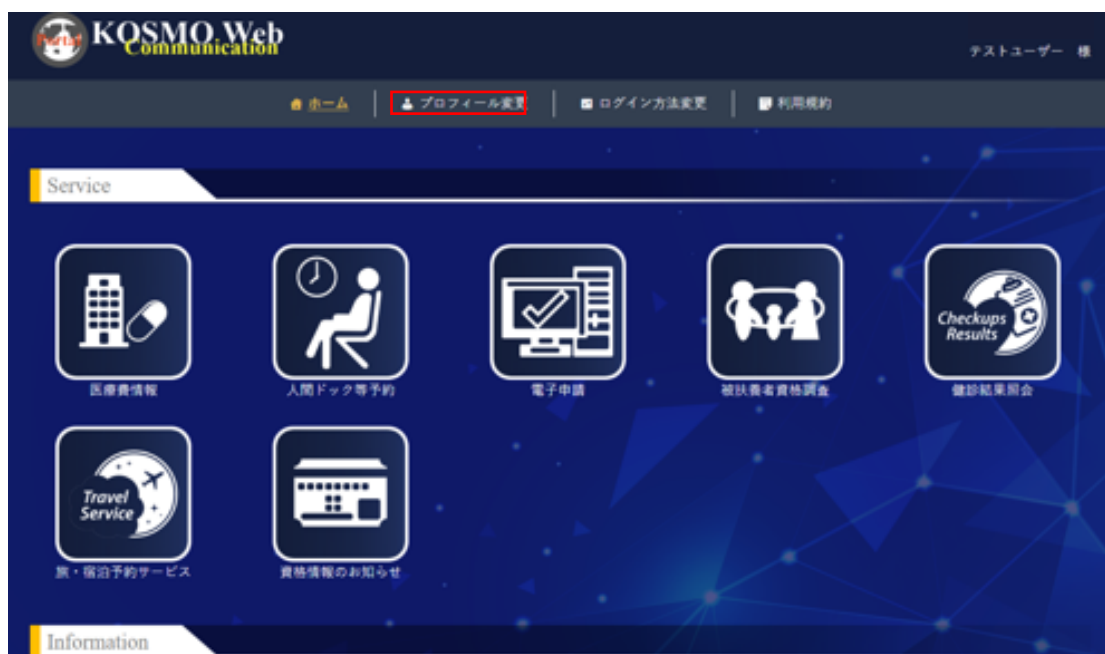 Portal KOSMO Web
Communication
テストユーザー 様
ホーム プロフィール変更 ログイン方法変更 利用規約
Service
Checkups
Results
医療費情報 人間ドック等予約 電子申請 被扶養者資格調査 健診結果照会
Travel
Service
旅・宿泊予約サービス 資格情報のお知らせ
Information